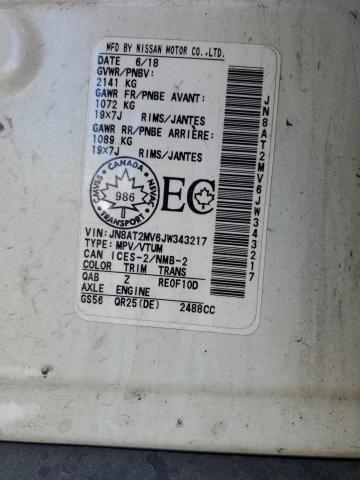 MFD BY NISSAN MOTOR CO.,LTD.
DATE 6/18
GVWR/PNBV:
2141 KG
GAWR FR/PNBE AVANT:
1072 KG
19X7J RIMS/JANTES
GAWR RR/PNBE ARRIÈRE:
1089 KG
19X7J RIMS/JANTES
CANADA
CMVSS NSVAC
986
TRANSPORT
EC
VIN: JN8AT2MV6JW343217
TYPE: MPV/VTUM
CAN ICES-2/NMB-2
COLOR TRIM TRANS
QAB Z RE0F10D
AXLE ENGINE
GS56 QR25(DE) 2488CC
JN8AT2MV6JW343217